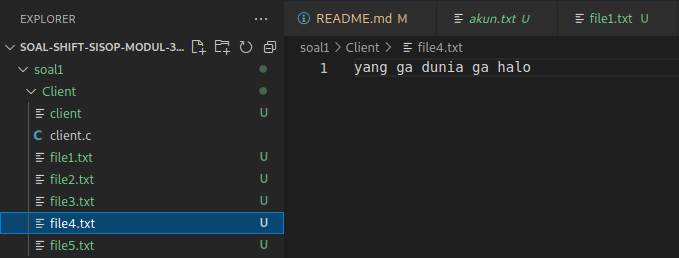 EXPLORER
SOAL-SHIFT-SISOP-MODUL-3...
soal1
Client
client U
C client.c
file1.txt U
file2.txt U
file3.txt U
file4.txt U
file5.txt U
README.md M akun.txt U file1.txt U
soal1 > Client > file4.txt
1 yang ga dunia ga halo